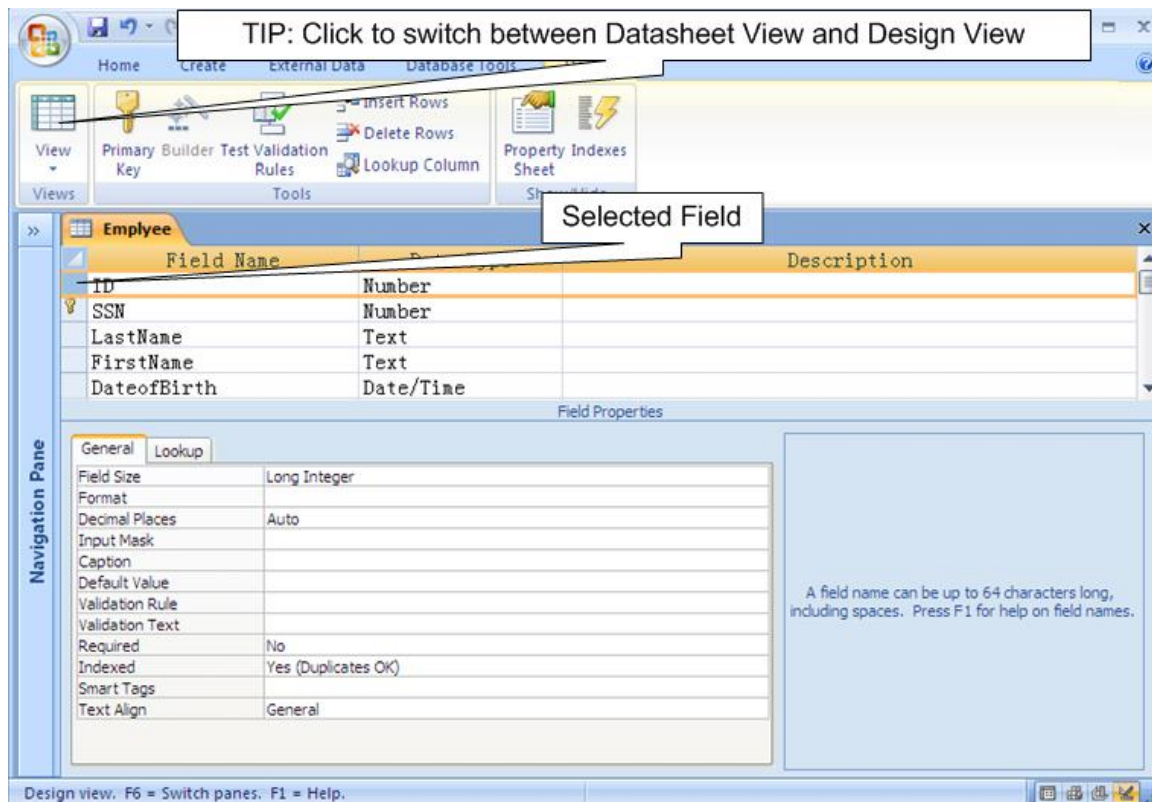 TIP: Click to switch between Datasheet View and Design View
Home Create External Data Database Tools
View
Primary Key
Builder
Test Validation Rules
Insert Rows
Delete Rows
Lookup Column
Property Sheet
Indexes
Views
Tools
Selected Field
Emplyee
Field Name Description
ID Number
SSN Number
LastName Text
FirstName Text
DateofBirth Date/Time
Field Properties
Navigation Pane
General Lookup
Field Size Long Integer
Format
Decimal Places Auto
Input Mask
Caption
Default Value
Validation Rule
Validation Text
Required No
Indexed Yes (Duplicates OK)
Smart Tags
Text Align General
A field name can be up to 64 characters long,
including spaces. Press F1 for help on field names.
Design view. F6 = Switch panes. F1 = Help.